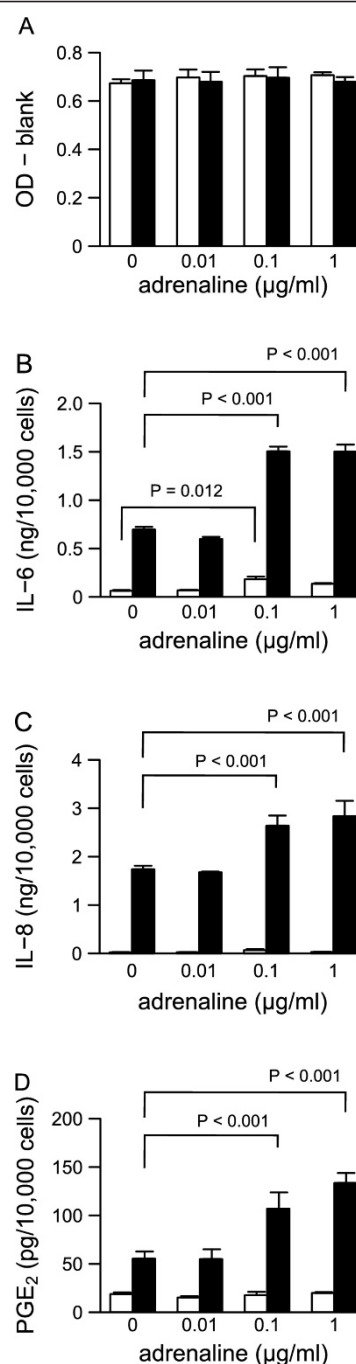 A
0.8
0.6
0.4
0.2
0
OD – blank
0 0.01 0.1 1
adrenaline (µg/ml)
B
P < 0.001
P < 0.001
P = 0.012
2.0
1.5
1.0
0.5
0
IL–6 (ng/10,000 cells)
0 0.01 0.1 1
adrenaline (µg/ml)
C
P < 0.001
P < 0.001
4
3
2
1
0
IL–8 (ng/10,000 cells)
0 0.01 0.1 1
adrenaline (µg/ml)
D
P < 0.001
P < 0.001
200
150
100
50
0
PGE₂ (pg/10,000 cells)
0 0.01 0.1 1
adrenaline (µg/ml)